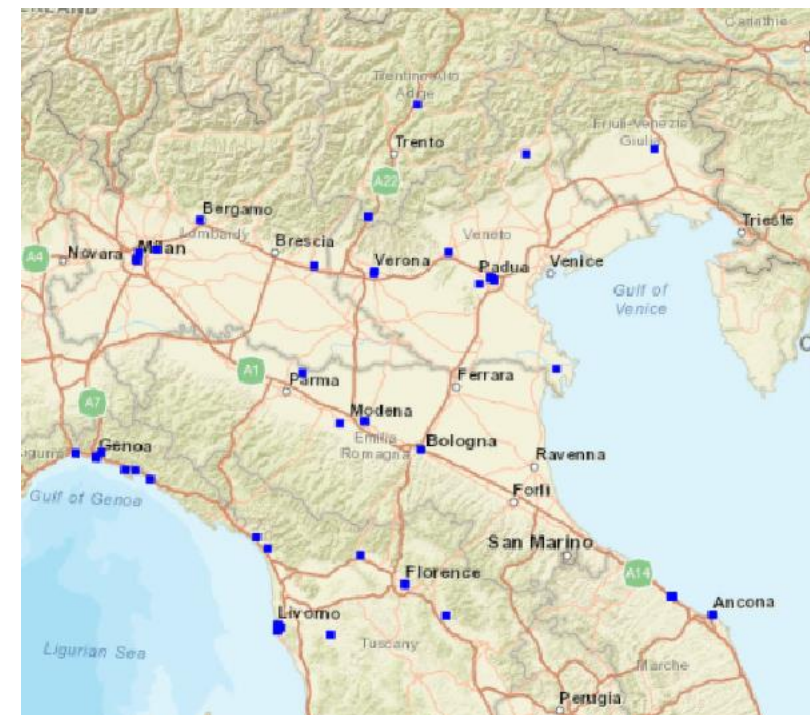 Carinthia
Trentino-Alto
Adige
Friuli-Venezia
Giulia
Trento
A22
Bergamo
Trieste
Lombardy
Brescia
Veneto
A4
Novara
Milan
Verona
Padua
Venice
Gulf of
Venice
A1
Parma
Ferrara
A7
Modena
Emilia
Romagna
Bologna
Genoa
Ravenna
Gulf of Genoa
Forlì
San Marino
A14
Florence
Livorno
Ancona
Tuscany
Ligurian Sea
Marche
Perugia